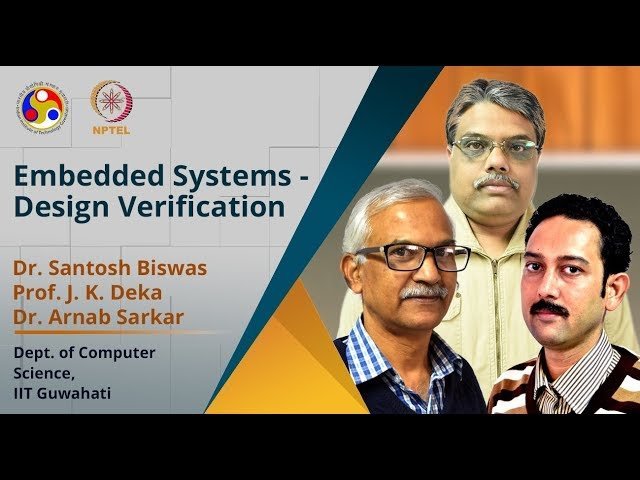 NPTEL
Embedded Systems -
Design Verification
Dr. Santosh Biswas
Prof. J. K. Deka
Dr. Arnab Sarkar
Dept. of Computer
Science,
IIT Guwahati